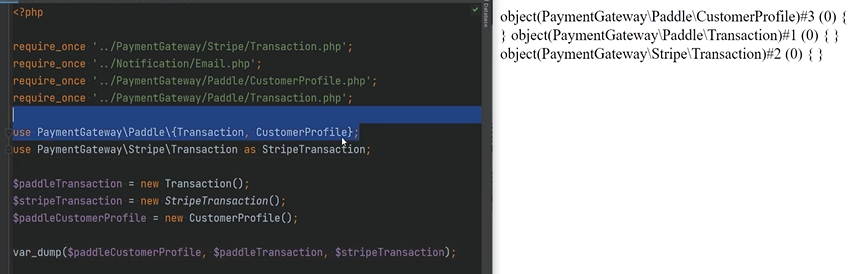 <?php
require_once '../PaymentGateway/Stripe/Transaction.php';
require_once '../Notification/Email.php';
require_once '../PaymentGateway/Paddle/CustomerProfile.php';
require_once '../PaymentGateway/Paddle/Transaction.php';
use PaymentGateway\Paddle\{Transaction, CustomerProfile};
use PaymentGateway\Stripe\Transaction as StripeTransaction;
$paddleTransaction = new Transaction();
$stripeTransaction = new StripeTransaction();
$paddleCustomerProfile = new CustomerProfile();
var_dump($paddleCustomerProfile, $paddleTransaction, $stripeTransaction);
Database
object(PaymentGateway\Paddle\CustomerProfile)#3 (0) {
} object(PaymentGateway\Paddle\Transaction)#1 (0) { }
object(PaymentGateway\Stripe\Transaction)#2 (0) { }